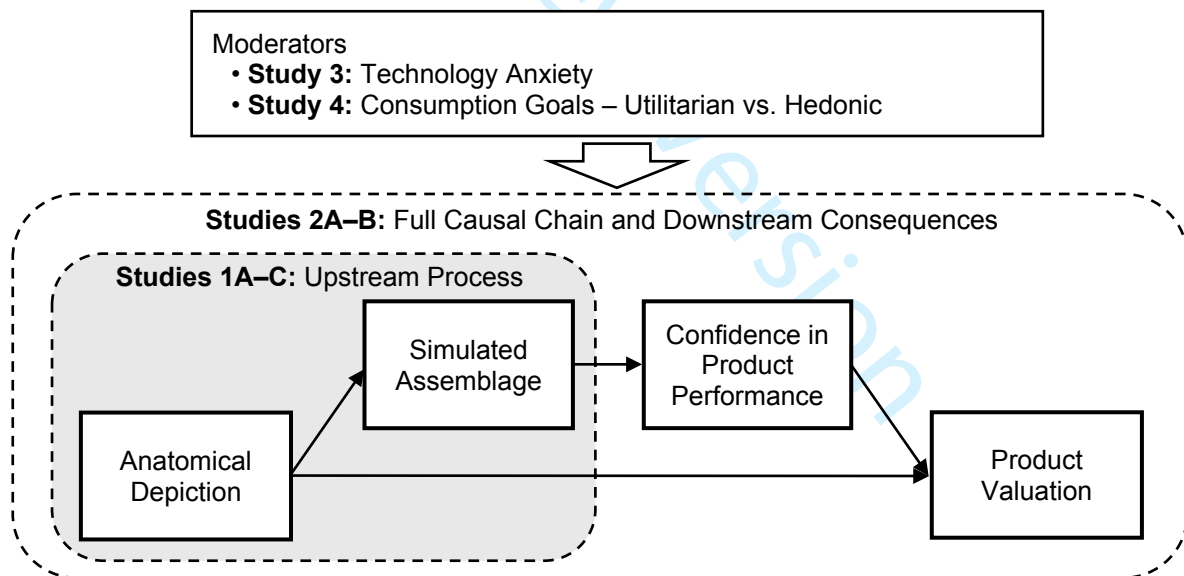 Moderators
• Study 3: Technology Anxiety
• Study 4: Consumption Goals – Utilitarian vs. Hedonic
Studies 2A–B: Full Causal Chain and Downstream Consequences
Studies 1A–C: Upstream Process
Simulated
Assemblage
Confidence in
Product
Performance
Anatomical
Depiction
Product
Valuation
Version